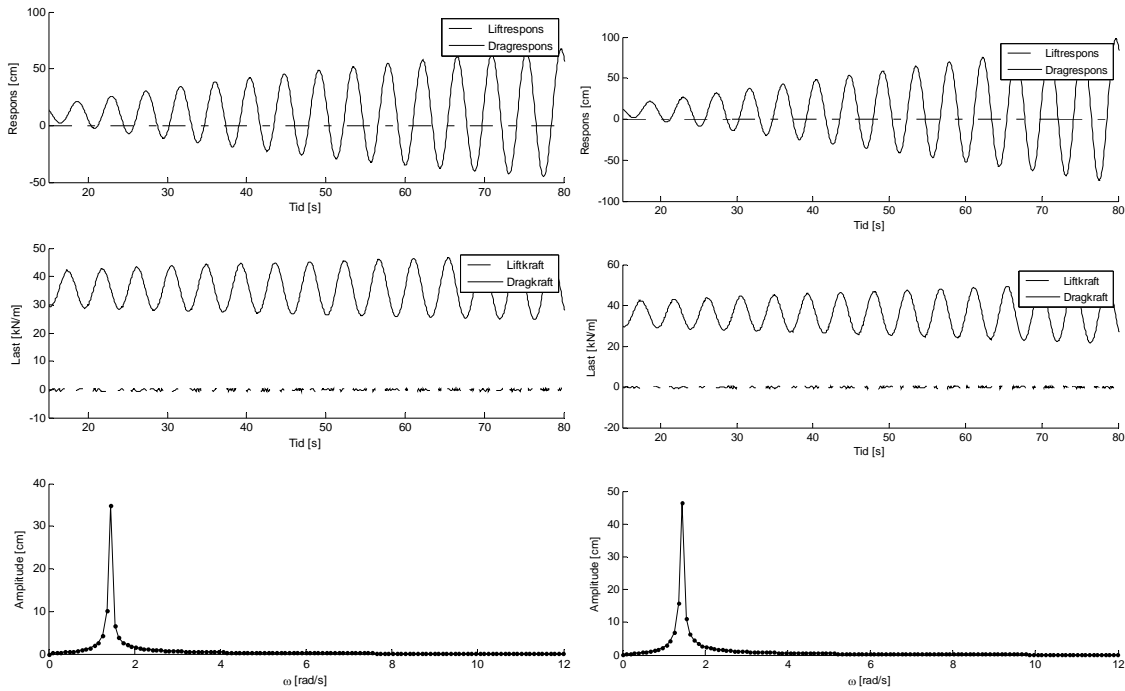 100
50
0
-50
Respons [cm]
Liftrespons
Dragrespons
20 30 40 50 60 70 80
Tid [s]
50
40
30
20
10
0
-10
Last [kN/m]
Liftkraft
Dragkraft
20 30 40 50 60 70 80
Tid [s]
40
30
20
10
0
Amplitude [cm]
0 2 4 6 8 10 12
ω [rad/s]
100
50
0
-50
-100
Respons [cm]
Liftrespons
Dragrespons
20 30 40 50 60 70 80
Tid [s]
60
40
20
0
-20
Last [kN/m]
Liftkraft
Dragkraft
20 30 40 50 60 70 80
Tid [s]
50
40
30
20
10
0
Amplitude [cm]
0 2 4 6 8 10 12
ω [rad/s]